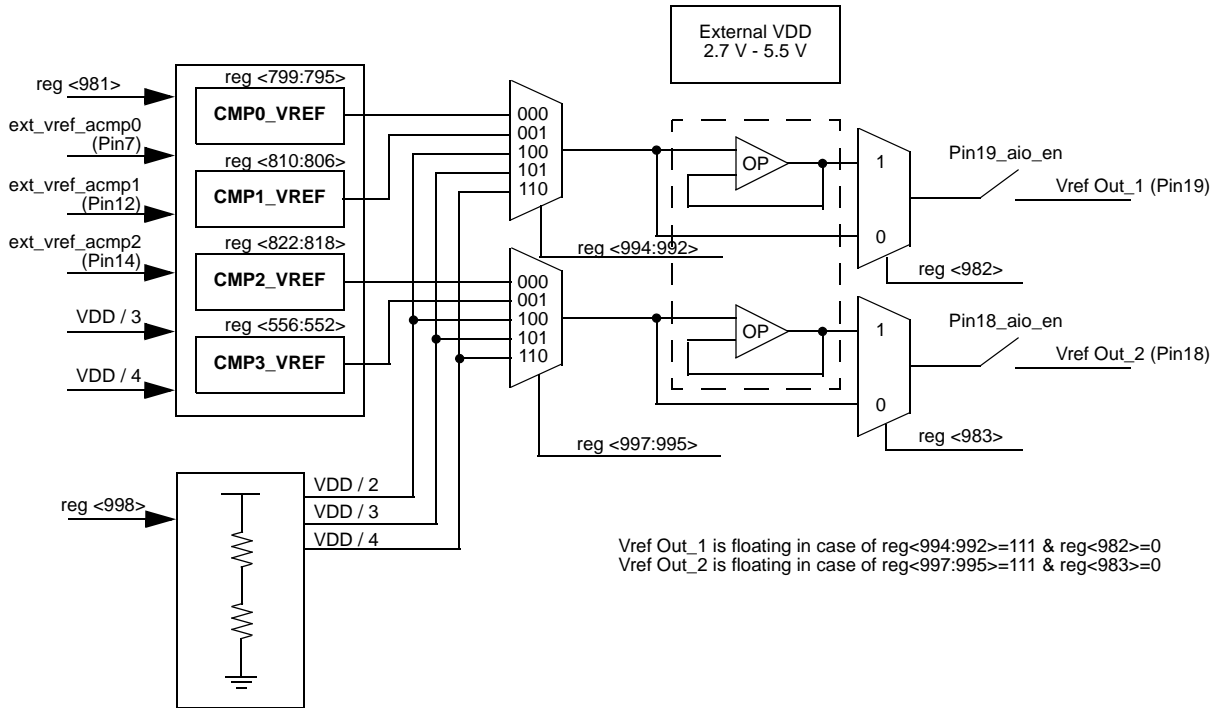 External VDD
2.7 V - 5.5 V
reg <981>
ext_vref_acmp0
(Pin7)
ext_vref_acmp1
(Pin12)
ext_vref_acmp2
(Pin14)
VDD / 3
VDD / 4
reg <799:795>
CMP0_VREF
reg <810:806>
CMP1_VREF
reg <822:818>
CMP2_VREF
reg <556:552>
CMP3_VREF
000
001
100
101
110
reg <994:992>
000
001
100
101
110
reg <997:995>
OP
OP
1
0
reg <982>
1
0
reg <983>
Pin19_aio_en
Vref Out_1 (Pin19)
Pin18_aio_en
Vref Out_2 (Pin18)
reg <998>
VDD / 2
VDD / 3
VDD / 4
Vref Out_1 is floating in case of reg<994:992>=111 & reg<982>=0
Vref Out_2 is floating in case of reg<997:995>=111 & reg<983>=0